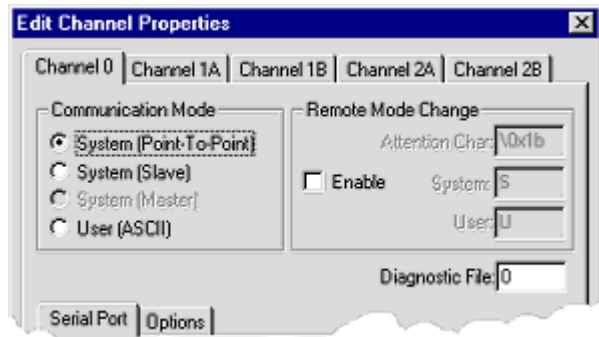 Edit Channel Properties
Channel 0 Channel 1A Channel 1B Channel 2A Channel 2B
Communication Mode
System (Point-To-Point)
System (Slave)
System (Master)
User (ASCII)
Remote Mode Change
Attention Char: \0x1b
Enable System: S
User: U
Diagnostic File: 0
Serial Port Options